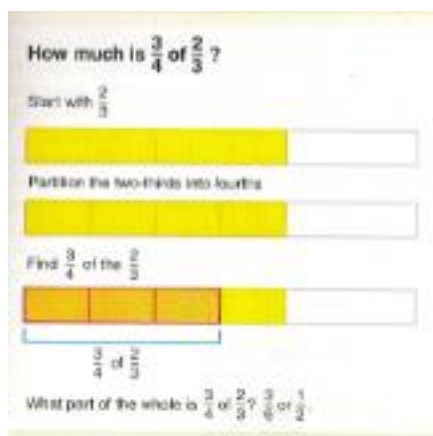 How much is 3/4 of 2/3 ?
Start with 2/3
Partition the two-thirds into fourths
Find 3/4 of the 2/3
3/4 of 2/3
What part of the whole is 3/4 of 2/3? 3/6 or 1/2.